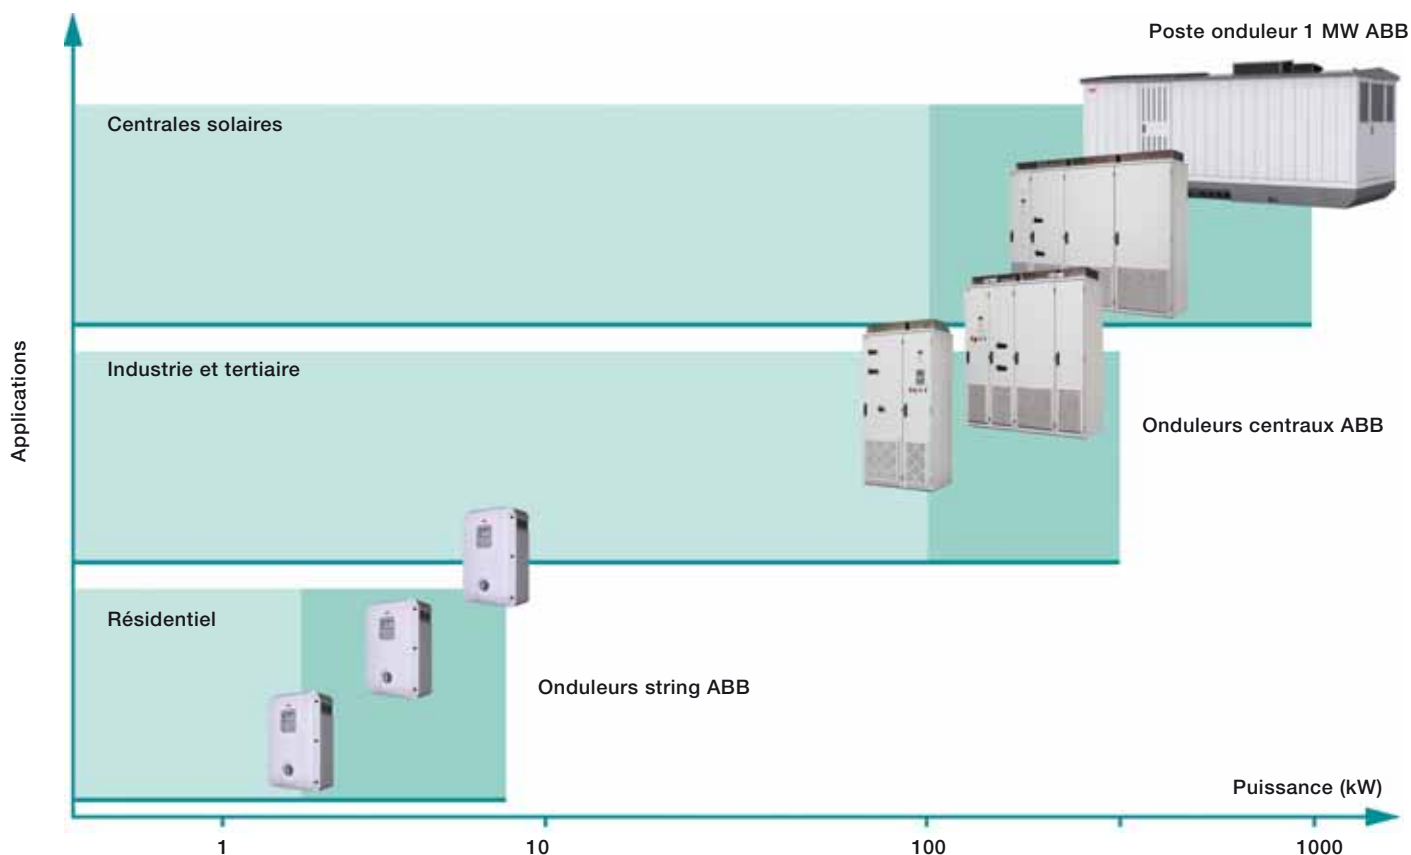 Poste onduleur 1 MW ABB
Centrales solaires
Industrie et tertiaire
Applications
Onduleurs centraux ABB
Résidentiel
Onduleurs string ABB
Puissance (kW)
1
10
100
1000